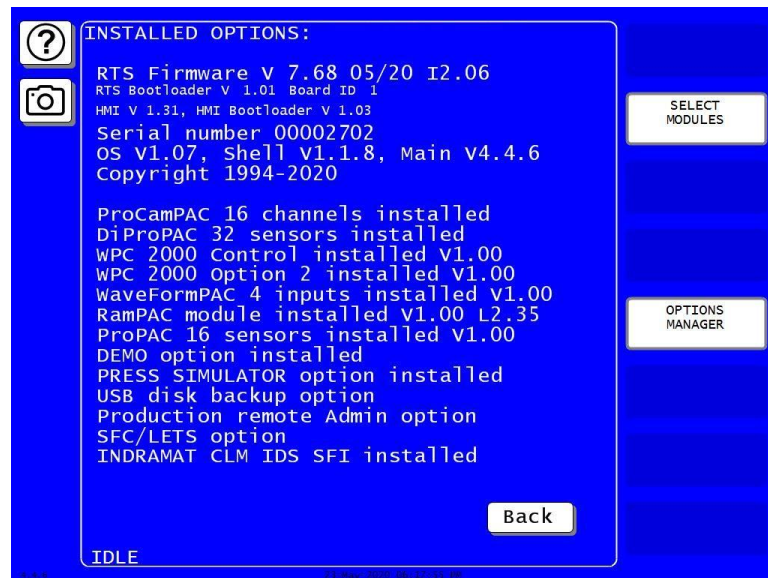 ?
INSTALLED OPTIONS:
RTS Firmware V 7.68 05/20 I2.06
RTS Bootloader V 1.01 Board ID 1
HMI V 1.31, HMI Bootloader V 1.03
Serial number 00002702
OS V1.07, Shell V1.1.8, Main V4.4.6
Copyright 1994-2020
ProCamPAC 16 channels installed
DiProPAC 32 sensors installed
WPC 2000 Control installed V1.00
WPC 2000 Option 2 installed V1.00
WaveFormPAC 4 inputs installed V1.00
RamPAC module installed V1.00 L2.35
ProPAC 16 sensors installed V1.00
DEMO option installed
PRESS SIMULATOR option installed
USB disk backup option
Production remote Admin option
SFC/LETS option
INDRAMAT CLM IDS SFI installed
Back
IDLE
SELECT
MODULES
OPTIONS
MANAGER